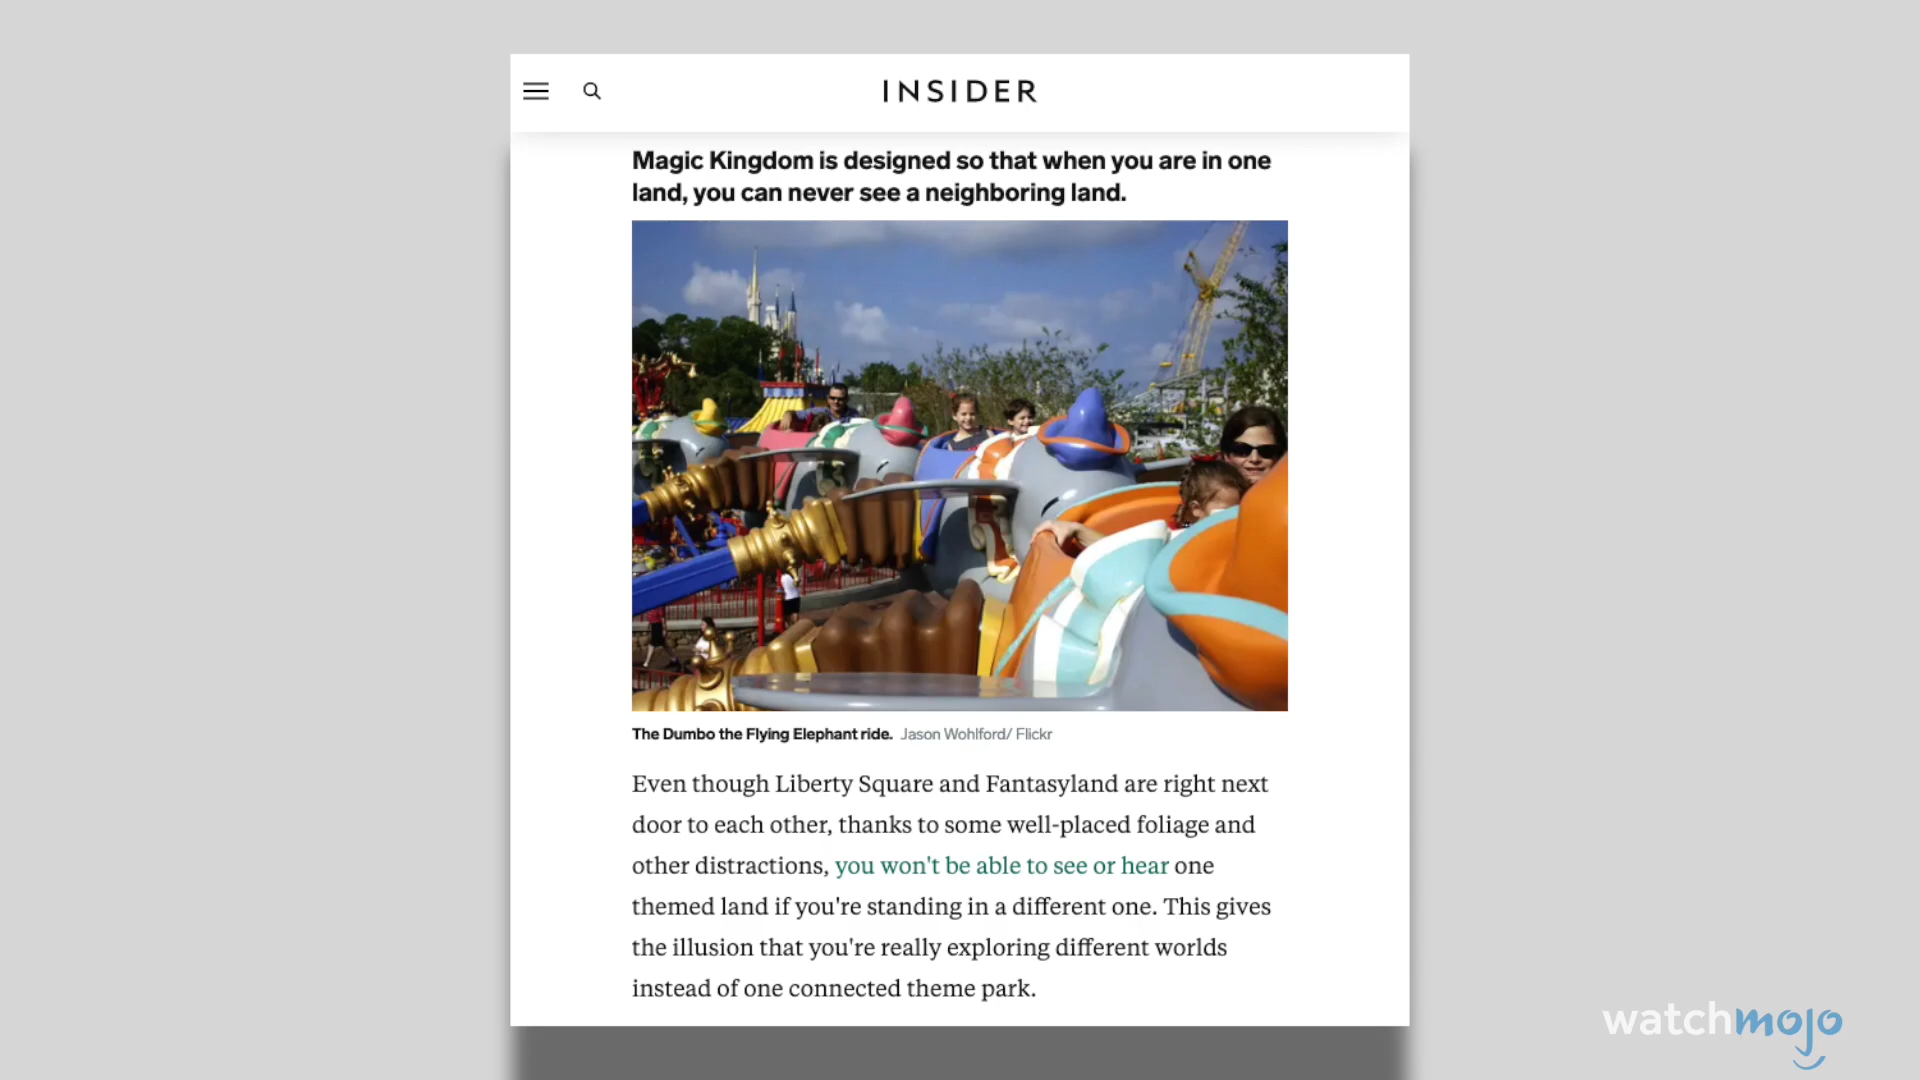 INSIDER
Magic Kingdom is designed so that when you are in one
land, you can never see a neighboring land.
The Dumbo the Flying Elephant ride. Jason Wohlford/ Flickr
Even though Liberty Square and Fantasyland are right next
door to each other, thanks to some well-placed foliage and
other distractions, you won't be able to see or hear one
themed land if you're standing in a different one. This gives
the illusion that you're really exploring different worlds
instead of one connected theme park.
watchmojo